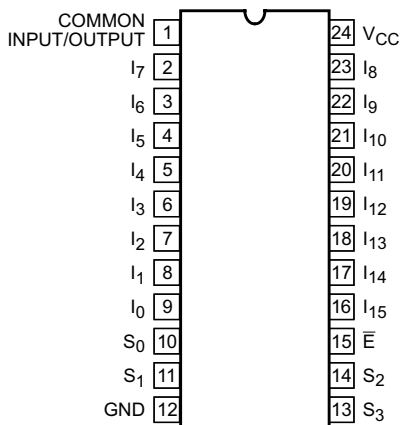 COMMON
INPUT/OUTPUT 1 24 VCC
I7 2 23 I8
I6 3 22 I9
I5 4 21 I10
I4 5 20 I11
I3 6 19 I12
I2 7 18 I13
I1 8 17 I14
I0 9 16 I15
S0 10 15 E̅
S1 11 14 S2
GND 12 13 S3